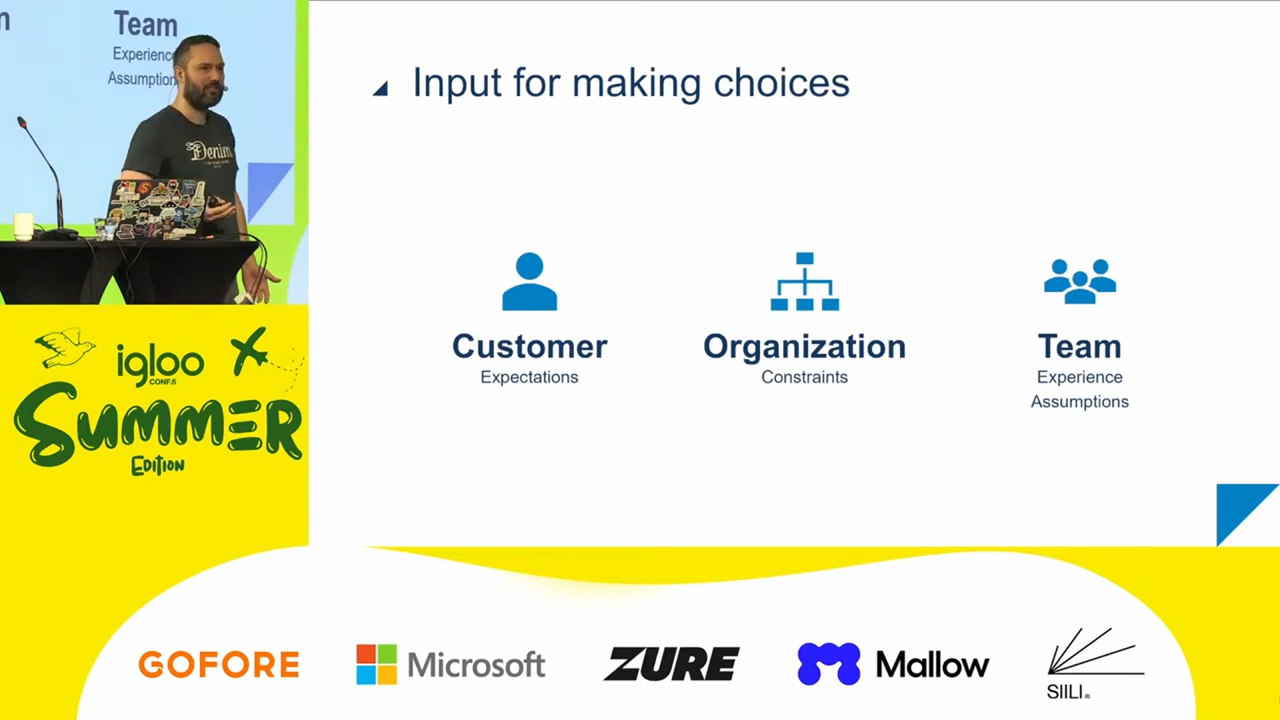 Team
Experience
Assumption
Denim
igloo
CONF.fi
SUMMER
EDITION
Input for making choices
Customer
Expectations
Organization
Constraints
Team
Experience
Assumptions
GOFORE
Microsoft
ZURE
Mallow
SIILI